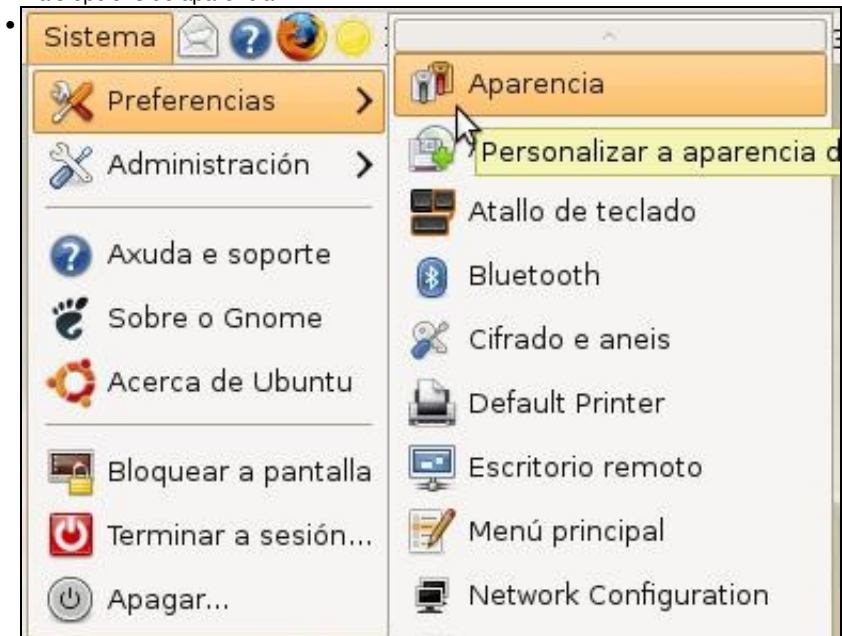 Sistema
Preferencias
Administración
Axuda e soporte
Sobre o Gnome
Acerca de Ubuntu
Bloquear a pantalla
Terminar a sesión...
Apagar...
Aparencia
Personalizar a aparencia d
Atallo de teclado
Bluetooth
Cifrado e aneis
Default Printer
Escritorio remoto
Menú principal
Network Configuration